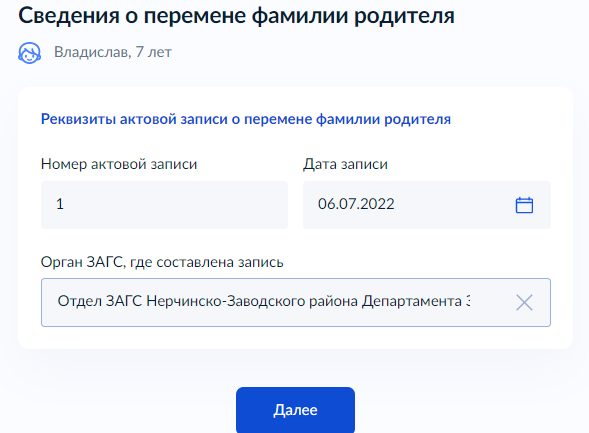 Сведения о перемене фамилии родителя
Владислав, 7 лет
Реквизиты актовой записи о перемене фамилии родителя
Номер актовой записи
Дата записи
1
06.07.2022
Орган ЗАГС, где составлена запись
Отдел ЗАГС Нерчинско-Заводского района Департамента
Далее